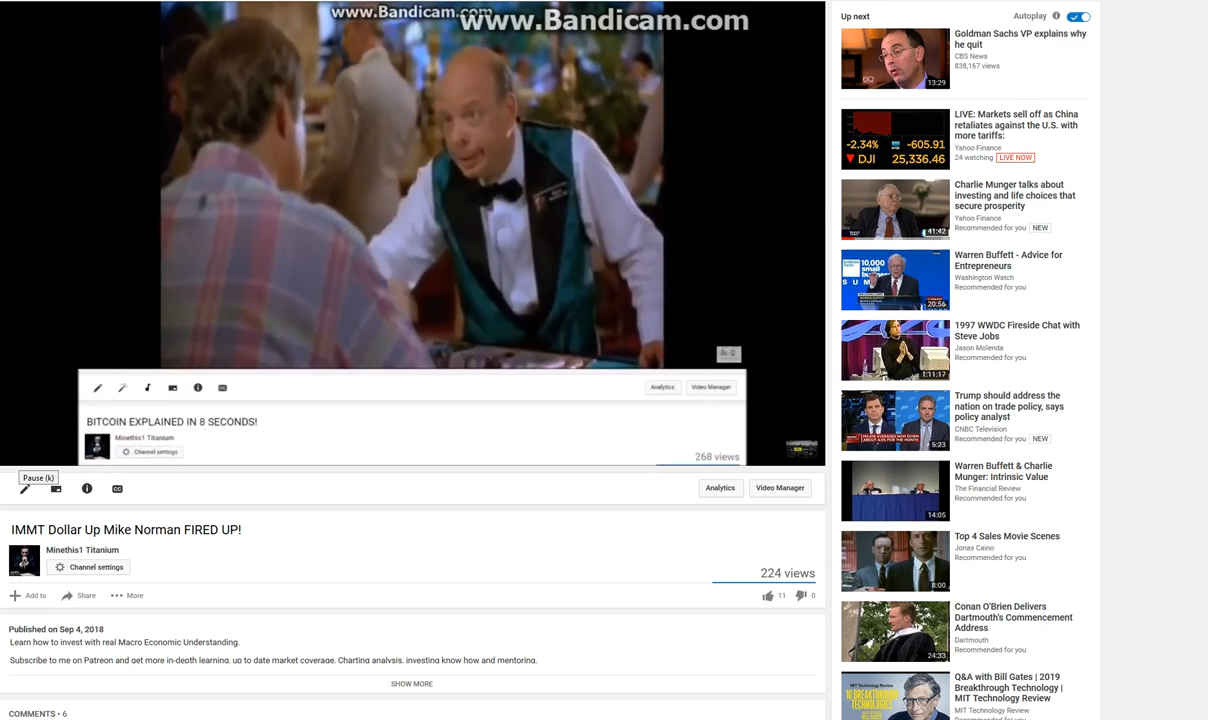 www.Bandicam.com
www.Bandicam.com
Analytics
Video Manager
BITCOIN EXPLAINED IN 8 SECONDS!
Minethis1 Titanium
Channel settings
268 views
Pause (k)
Analytics
Video Manager
IMMT Dollar Up Mike Norman FIRED UP!
Minethis1 Titanium
Channel settings
224 views
Add to
Share
More
11
0
Published on Sep 4, 2018
Learn how to invest with real Macro Economic Understanding.
Subscribe to me on Patreon and get more in-depth learning, up to date market coverage, Charting analysis, investing know how and mentoring.
SHOW MORE
COMMENTS • 6
Up next
Autoplay
Goldman Sachs VP explains why
he quit
CBS News
838,167 views
13:29
LIVE: Markets sell off as China
retaliates against the U.S. with
more tariffs:
Yahoo Finance
24 watching LIVE NOW
-2.34% -605.91
DJI 25,336.46
Charlie Munger talks about
investing and life choices that
secure prosperity
Yahoo Finance
Recommended for you NEW
41:42
Warren Buffett - Advice for
Entrepreneurs
Washington Watch
Recommended for you
10,000
small
20:56
1997 WWDC Fireside Chat with
Steve Jobs
Jason Molenda
Recommended for you
1:11:17
Trump should address the
nation on trade policy, says
policy analyst
CNBC Television
Recommended for you NEW
5:23
Warren Buffett & Charlie
Munger: Intrinsic Value
The Financial Review
Recommended for you
14:05
Top 4 Sales Movie Scenes
Jonas Caino
Recommended for you
8:00
Conan O'Brien Delivers
Dartmouth's Commencement
Address
Dartmouth
Recommended for you
24:33
Q&A with Bill Gates | 2019
Breakthrough Technology |
MIT Technology Review
MIT Technology Review
MIT Technology Review
10 BREAKTHROUGH
TECHNOLOGIES